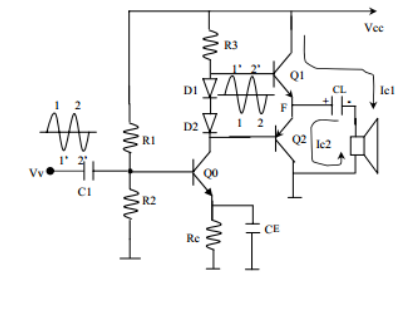 Vcc
R3
1' 2'
Q1
D1
CL
Ic1
+
-
1 2
F
1 2
D2
R1
Q2
Ic2
1' 2'
Vv
C1
Q0
R2
Rc
CE